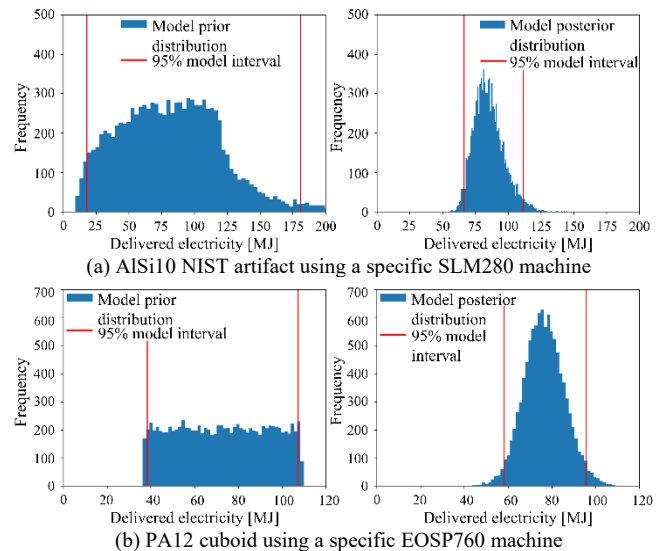 500
400
300
200
100
0
Frequency
Model prior
distribution
95% model interval
0 25 50 75 100 125 150 175 200
Delivered electricity [MJ]
500
400
300
200
100
0
Frequency
Model posterior
distribution
95% model interval
0 25 50 75 100 125 150 175 200
Delivered electricity [MJ]
(a) AlSi10 NIST artifact using a specific SLM280 machine
700
600
500
400
300
200
100
0
Frequency
Model prior
distribution
95% model interval
0 20 40 60 80 100 120
Delivered electricity [MJ]
700
600
500
400
300
200
100
0
Frequency
Model posterior
distribution
95% model
interval
0 20 40 60 80 100 120
Delivered electricity [MJ]
(b) PA12 cuboid using a specific EOSP760 machine